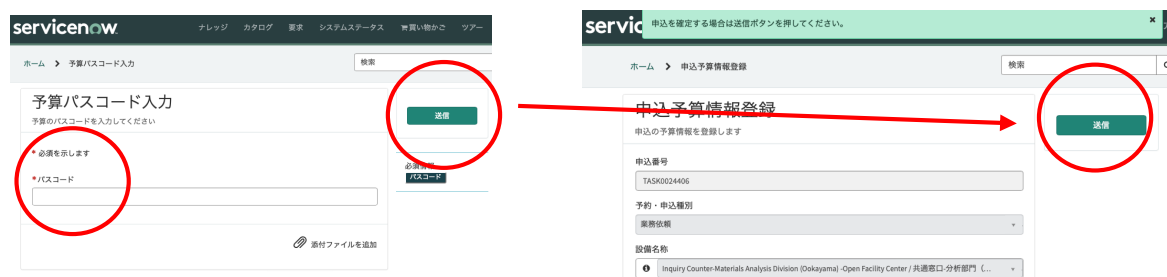 servicenow
ナレッジ カタログ 要求 システムステータス 買い物かご ツアー
ホーム > 予算パスコード入力
検索
予算パスコード入力
予算のパスコードを入力してください
* 必須を示します
*パスコード
添付ファイルを追加
送信
必須情報
パスコード
servic
申込を確定する場合は送信ボタンを押してください。
×
ホーム > 申込予算情報登録
検索
申込予算情報登録
申込の予算情報を登録します
送信
申込番号
TASK0024406
予約・申込種別
業務依頼
設備名称
Inquiry Counter-Materials Analysis Division (Ookayama) -Open Facility Center / 共通窓口-分析部門 (...